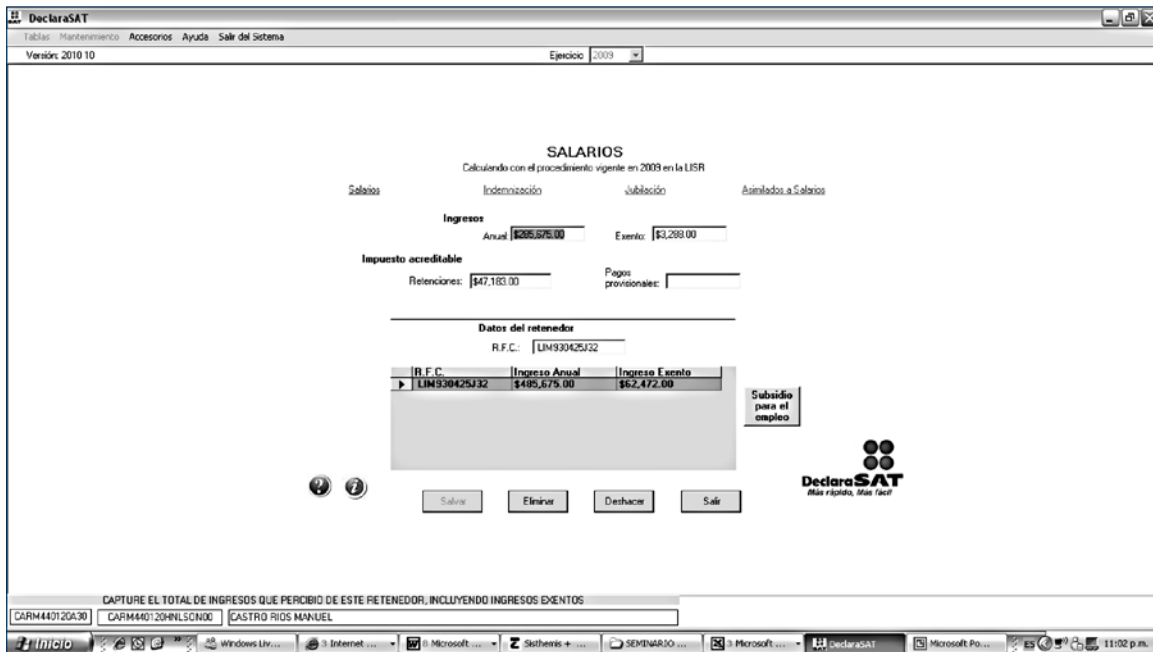 DeclaraSAT
Tablas Mantenimiento Accesorios Ayuda Salir del Sistema
Versión: 2010 10 Ejercicio 2009
SALARIOS
Calculando con el procedimiento vigente en 2009 en la LISR
Salarios Indemnización Jubilación Asimilados a Salarios
Ingresos
Anual: $285,675.00 Exento: $3,288.00
Impuesto acreditable
Retenciones: $47,183.00 Pagos provisionales:
Datos del retenedor
R.F.C.: LIM930425J32
R.F.C. Ingreso Anual Ingreso Exento
LIM930425J32 $485,675.00 $62,472.00
Subsidio para el empleo
DeclaraSAT
Más rápido, Más fácil
Salvar Eliminar Deshacer Salir
CAPTURE EL TOTAL DE INGRESOS QUE PERCIBIO DE ESTE RETENEDOR, INCLUYENDO INGRESOS EXENTOS
CARM440120A30 CARM440120HNLSON00 CASTRO RIOS MANUEL
Inicio Windows Liv... 3 Internet ... 8 Microsoft ... Sisthemis + ... SEMINARIO ... 3 Microsoft ... DeclaraSAT Microsoft Po... ES 11:02 p.m.